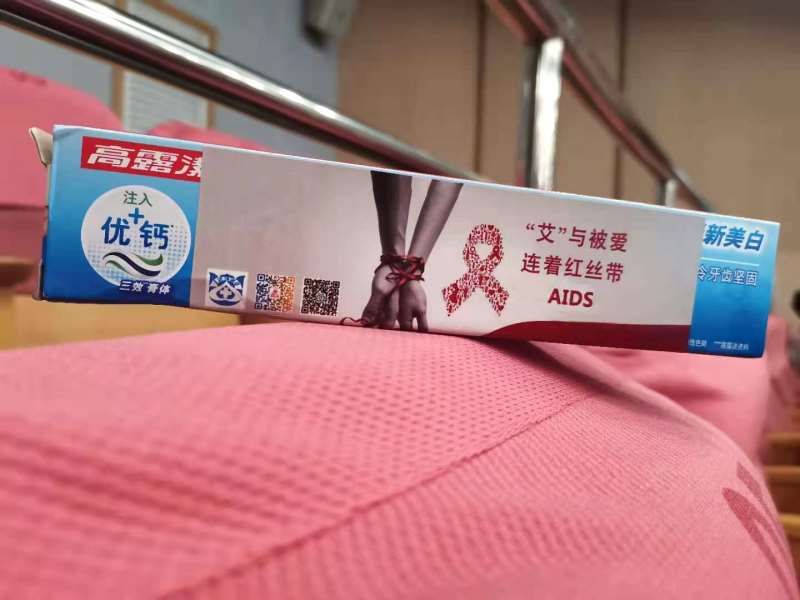 高露洁
注入
优+钙
三效膏体
“艾”与被爱
连着红丝带
AIDS
新美白
令牙齿坚固